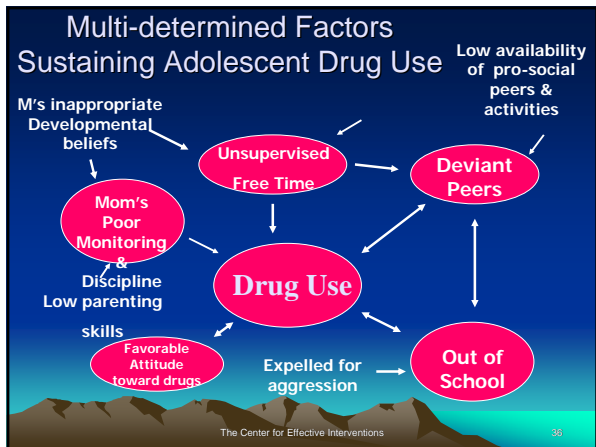 Multi-determined Factors
Sustaining Adolescent Drug Use
Low availability
of pro-social
peers &
activities
M's inappropriate
Developmental
beliefs
Unsupervised
Free Time
Deviant
Peers
Mom's
Poor
Monitoring
&
Discipline
Low parenting
skills
Drug Use
Favorable
Attitude
toward drugs
Expelled for
aggression
Out of
School
The Center for Effective Interventions
36